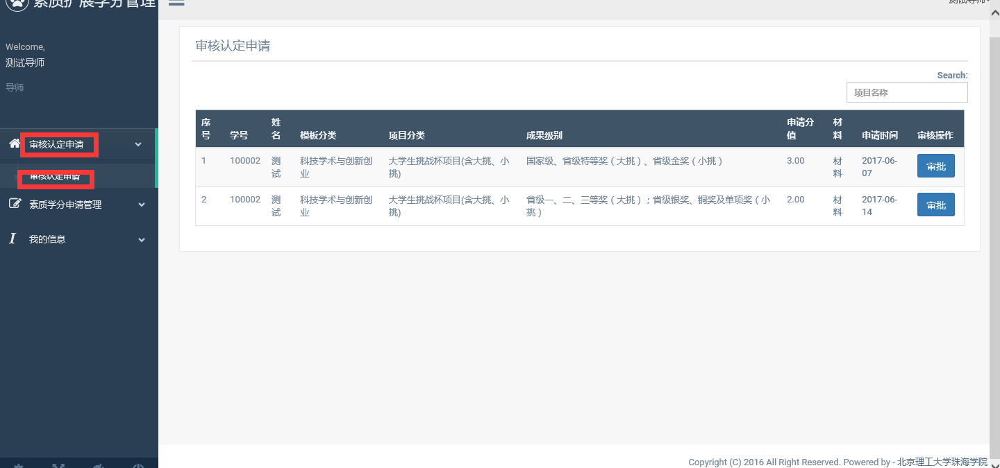 素质扩展学分管理
测试导师
Welcome,
测试导师
导师
审核认定申请
审核认定申请
素质学分申请管理
I 我的信息
审核认定申请
Search:
项目名称
序号 学号 姓名 模板分类 项目分类 成果级别 申请分值 材料 申请时间 审核操作
1 100002 测试 科技学术与创新创业 大学生挑战杯项目(含大挑、小挑) 国家级、省级特等奖（大挑）、省级金奖（小挑） 3.00 材料 2017-06-07 审批
2 100002 测试 科技学术与创新创业 大学生挑战杯项目(含大挑、小挑) 省级一、二、三等奖（大挑）；省级银奖、铜奖及单项奖（小挑） 2.00 材料 2017-06-14 审批
Copyright (C) 2016 All Right Reserved. Powered by - 北京理工大学珠海学院